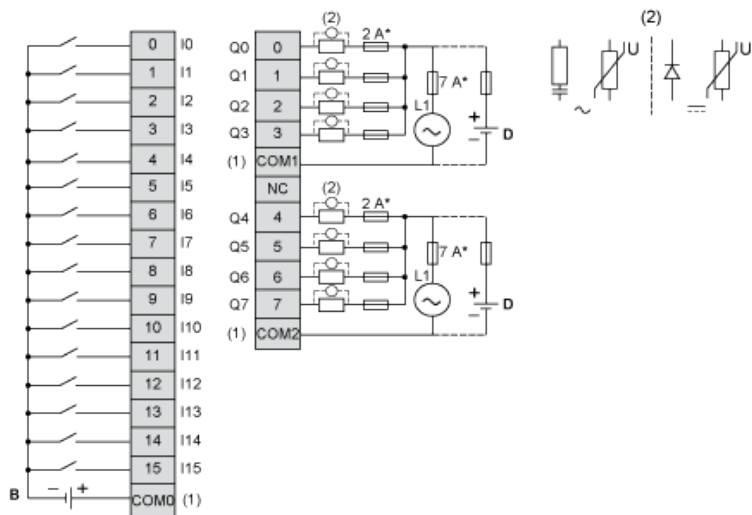 0 I0
1 I1
2 I2
3 I3
4 I4
5 I5
6 I6
7 I7
8 I8
9 I9
10 I10
11 I11
12 I12
13 I13
14 I14
15 I15
B − + COM0 (1)
(2)
Q0 0 2 A*
Q1 1
Q2 2 7 A*
Q3 3 L1 + − D
(1) COM1
NC
(2)
Q4 4 2 A*
Q5 5 7 A*
Q6 6 L1
Q7 7 + − D
(1) COM2
(2)
U U